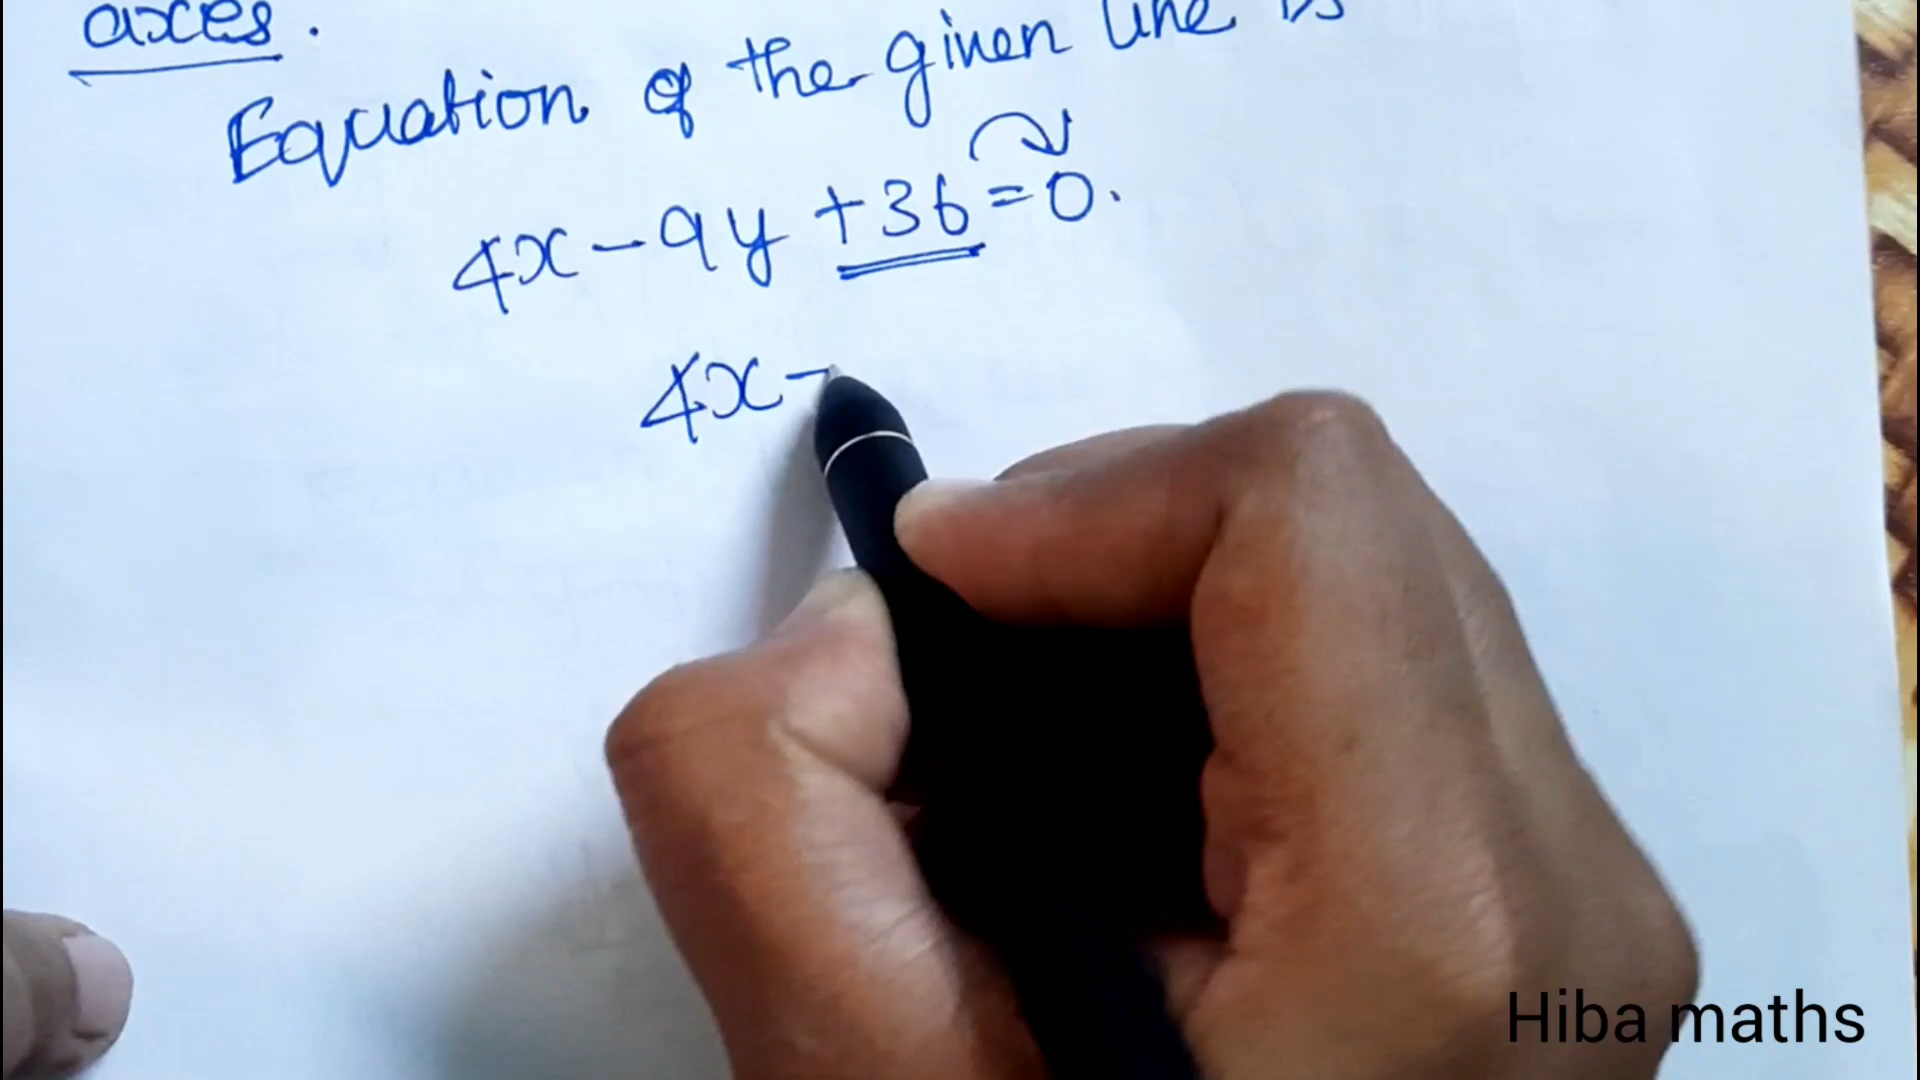 axes.
Equation of the given line is
4x - 9y + 36 = 0.
4x -
Hiba maths